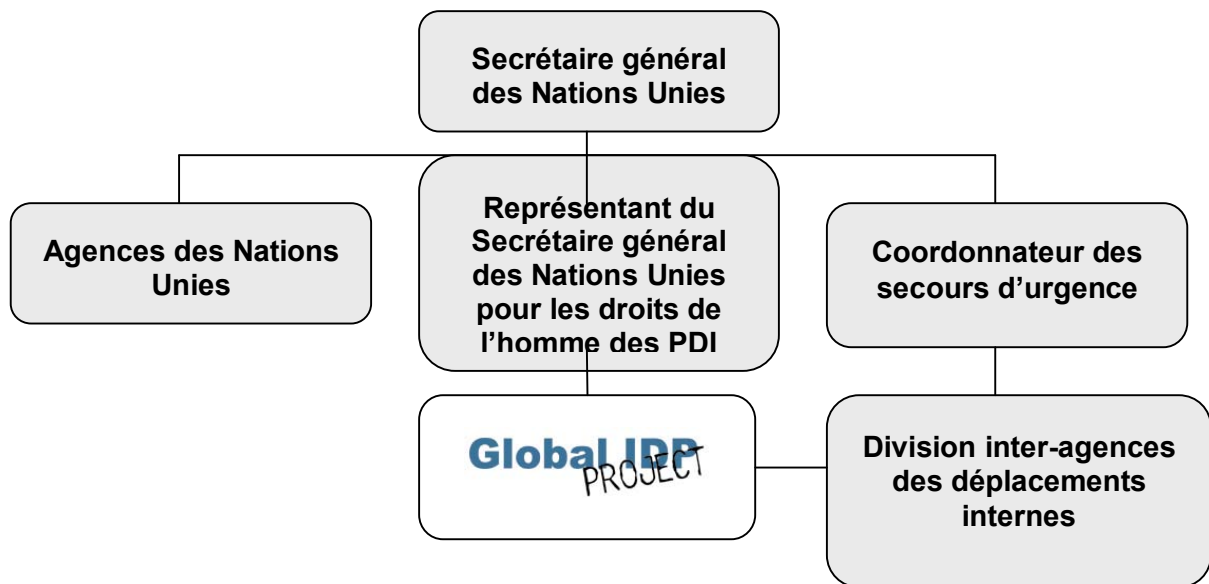 Secrétaire général
des Nations Unies
Agences des Nations
Unies
Représentant du
Secrétaire général
des Nations Unies
pour les droits de
l’homme des PDI
Coordonnateur des
secours d’urgence
Global IDP
PROJECT
Division inter-agences
des déplacements
internes